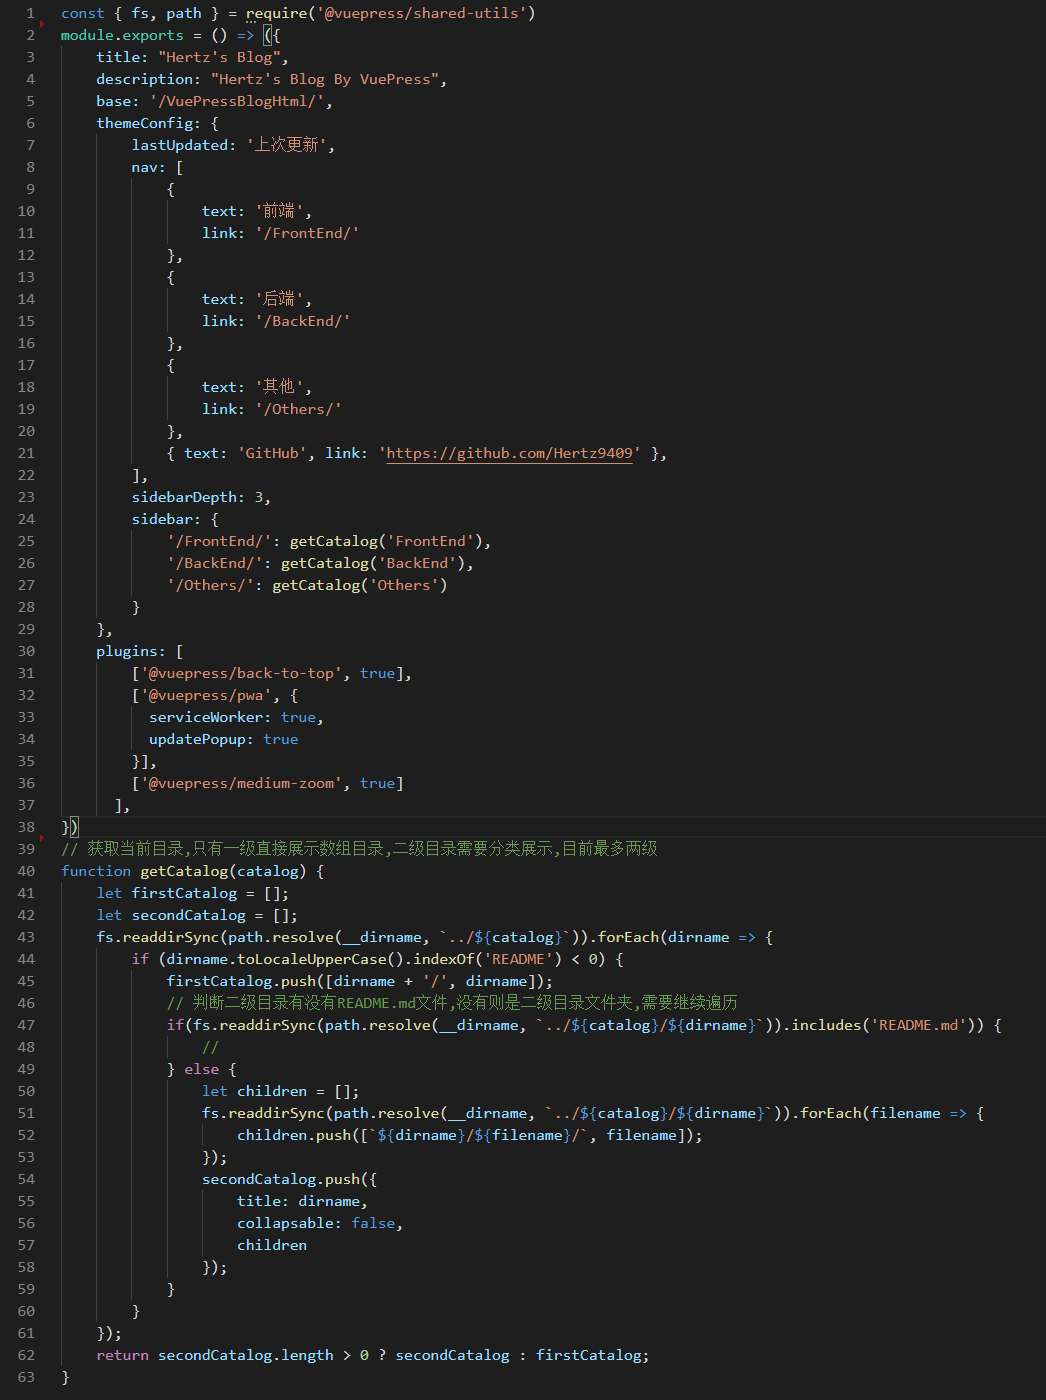 1 const { fs, path } = require('@vuepress/shared-utils')
2 module.exports = () => ({
3     title: "Hertz's Blog",
4     description: "Hertz's Blog By VuePress",
5     base: '/VuePressBlogHtml/',
6     themeConfig: {
7         lastUpdated: '上次更新',
8         nav: [
9             {
10                 text: '前端',
11                 link: '/FrontEnd/'
12             },
13             {
14                 text: '后端',
15                 link: '/BackEnd/'
16             },
17             {
18                 text: '其他',
19                 link: '/Others/'
20             },
21             { text: 'GitHub', link: 'https://github.com/Hertz9409' },
22         ],
23         sidebarDepth: 3,
24         sidebar: {
25             '/FrontEnd/': getCatalog('FrontEnd'),
26             '/BackEnd/': getCatalog('BackEnd'),
27             '/Others/': getCatalog('Others')
28         }
29     },
30     plugins: [
31         ['@vuepress/back-to-top', true],
32         ['@vuepress/pwa', {
33           serviceWorker: true,
34           updatePopup: true
35         }],
36         ['@vuepress/medium-zoom', true]
37       ],
38 })
39 // 获取当前目录,只有一级直接展示数组目录,二级目录需要分类展示,目前最多两级
40 function getCatalog(catalog) {
41     let firstCatalog = [];
42     let secondCatalog = [];
43     fs.readdirSync(path.resolve(__dirname, `../${catalog}`)).forEach(dirname => {
44         if (dirname.toLocaleUpperCase().indexOf('README') < 0) {
45             firstCatalog.push([dirname + '/', dirname]);
46             // 判断二级目录有没有README.md文件,没有则是二级目录文件夹,需要继续遍历
47             if(fs.readdirSync(path.resolve(__dirname, `../${catalog}/${dirname}`)).includes('README.md')) {
48                 //
49             } else {
50                 let children = [];
51                 fs.readdirSync(path.resolve(__dirname, `../${catalog}/${dirname}`)).forEach(filename => {
52                     children.push([`${dirname}/${filename}/`, filename]);
53                 });
54                 secondCatalog.push({
55                     title: dirname,
56                     collapsable: false,
57                     children
58                 });
59             }
60         }
61     });
62     return secondCatalog.length > 0 ? secondCatalog : firstCatalog;
63 }